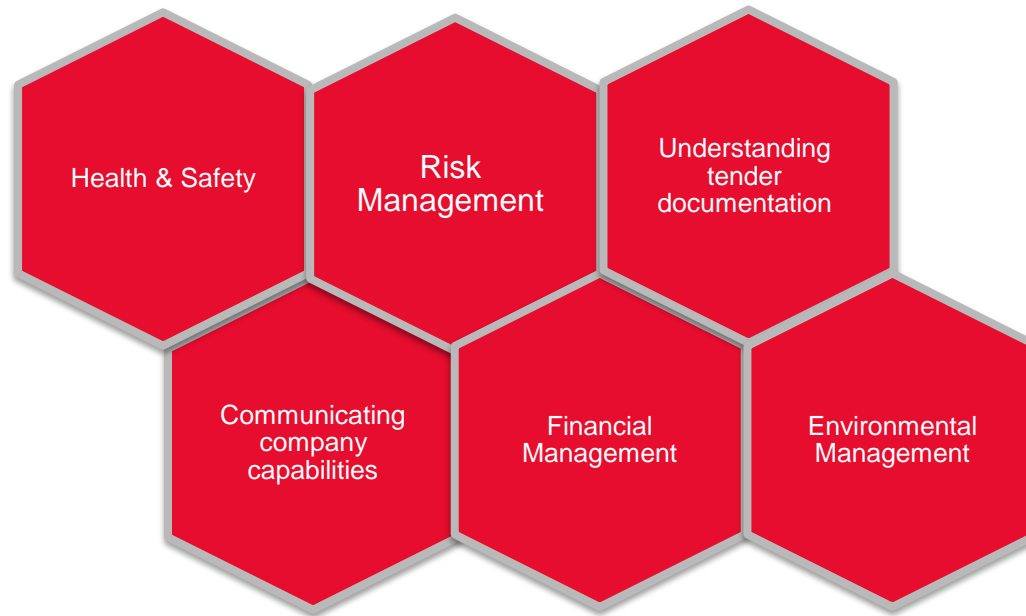 Health & Safety
Risk
Management
Understanding
tender
documentation
Communicating
company
capabilities
Financial
Management
Environmental
Management